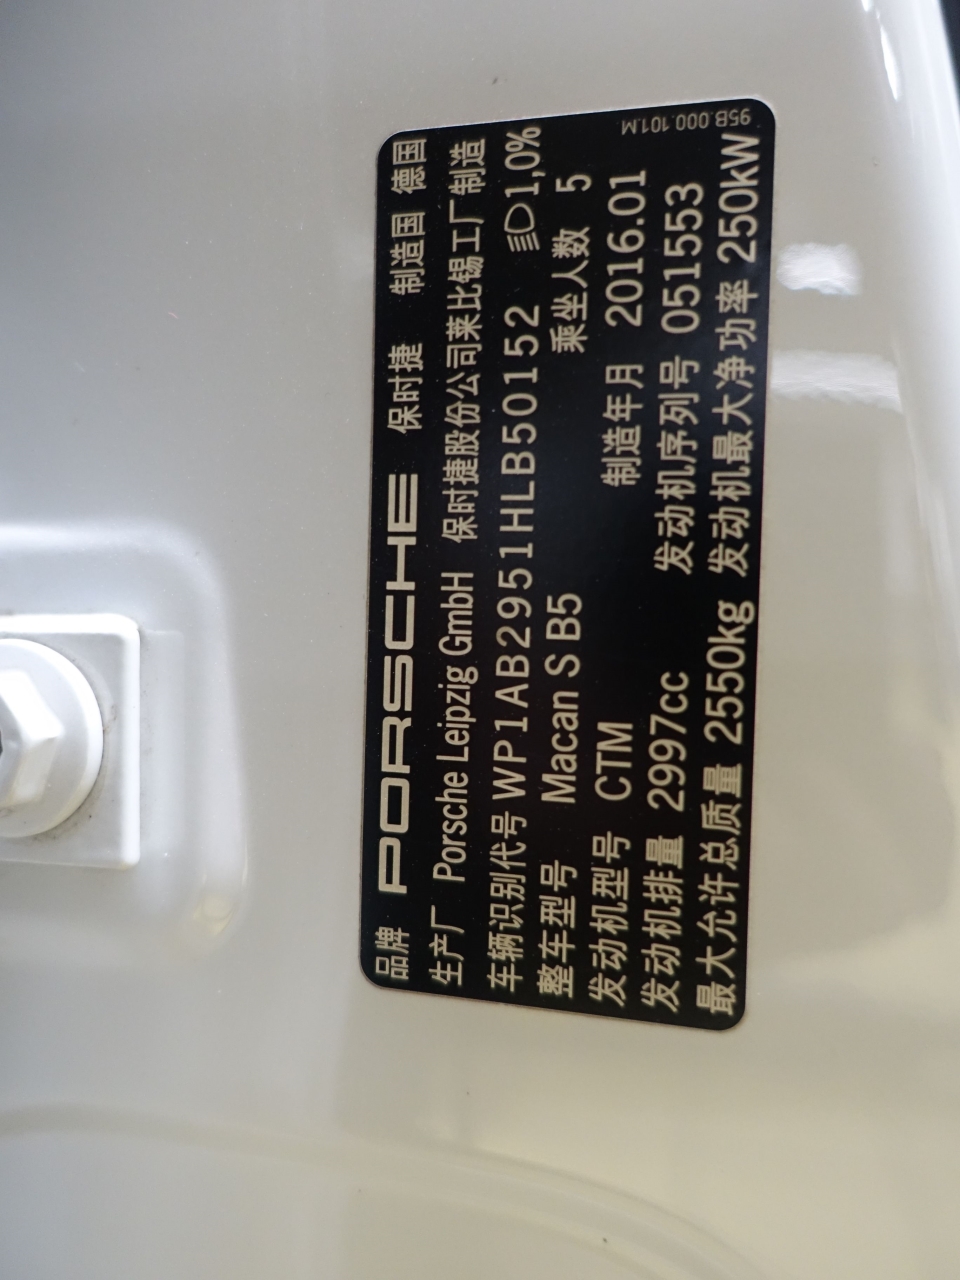 品牌 PORSCHE 保时捷 制造国 德国
生产厂 Porsche Leipzig GmbH 保时捷股份公司莱比锡工厂制造
车辆识别代号 WP1AB2951HLB50152 1,0%
整车型号 Macan S B5 乘坐人数 5
发动机型号 CTM 制造年月 2016.01
发动机排量 2997cc 发动机序列号 051553
最大允许总质量 2550kg 发动机最大净功率 250kW
95B.000.101.M